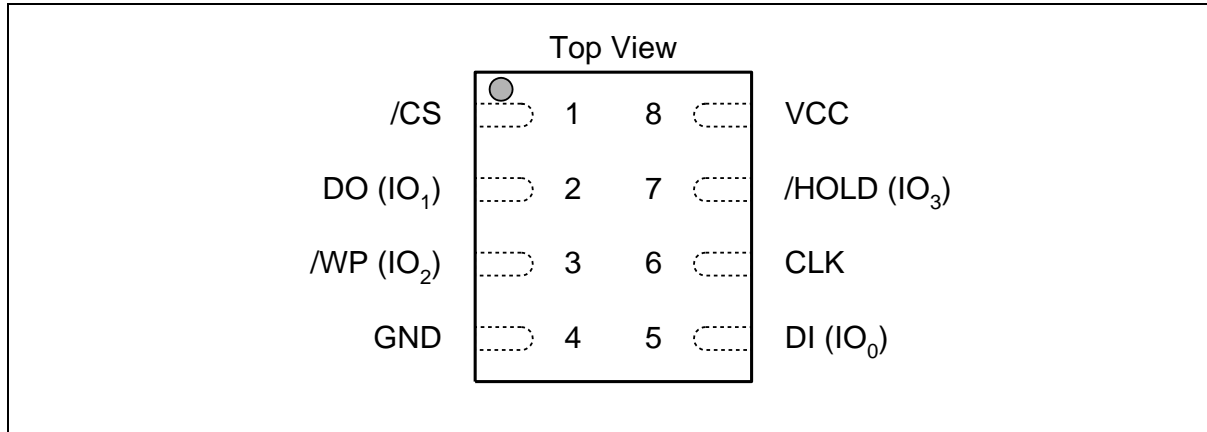 Top View
/CS 1 8 VCC
DO (IO₁) 2 7 /HOLD (IO₃)
/WP (IO₂) 3 6 CLK
GND 4 5 DI (IO₀)